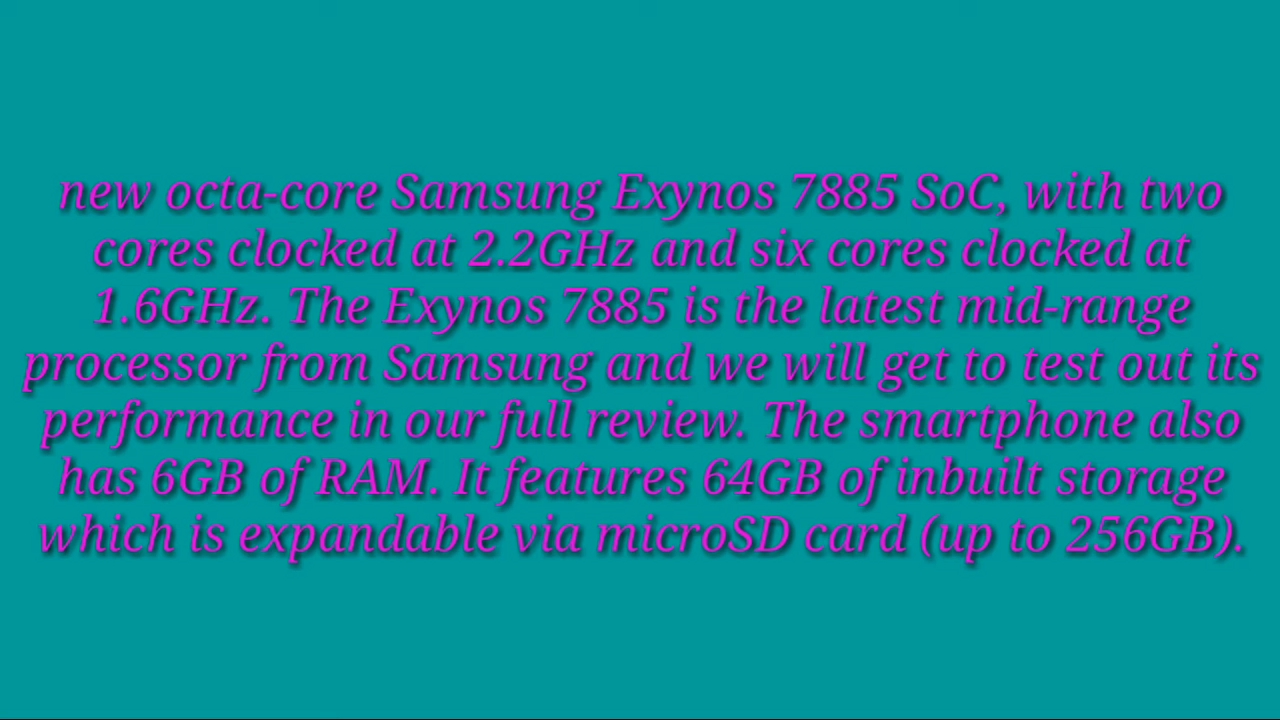 new octa-core Samsung Exynos 7885 SoC, with two
cores clocked at 2.2GHz and six cores clocked at
1.6GHz. The Exynos 7885 is the latest mid-range
processor from Samsung and we will get to test out its
performance in our full review. The smartphone also
has 6GB of RAM. It features 64GB of inbuilt storage
which is expandable via microSD card (up to 256GB).